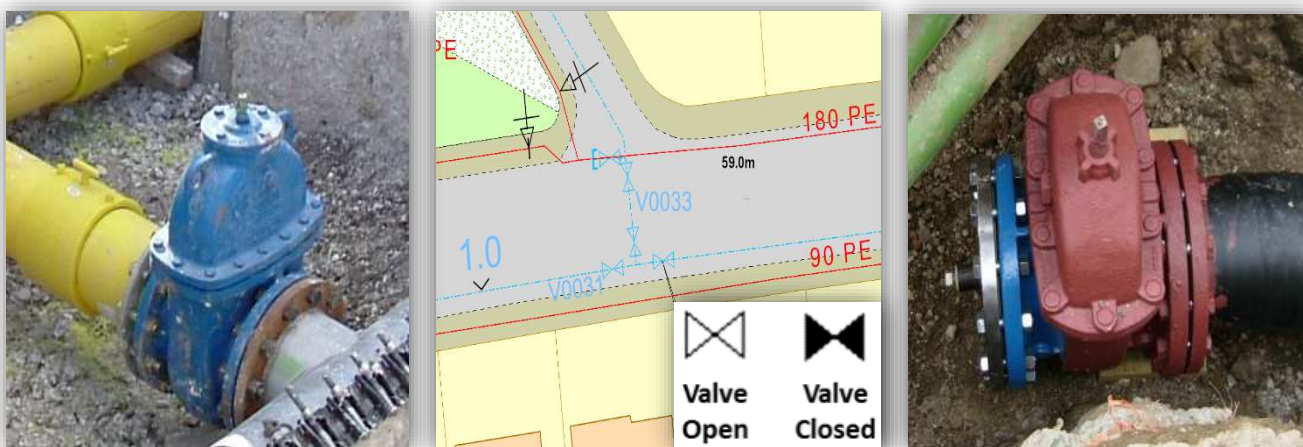 PE
180 PE
59.0m
V0033
1.0
V0031
90 PE
Valve
Open
Valve
Closed